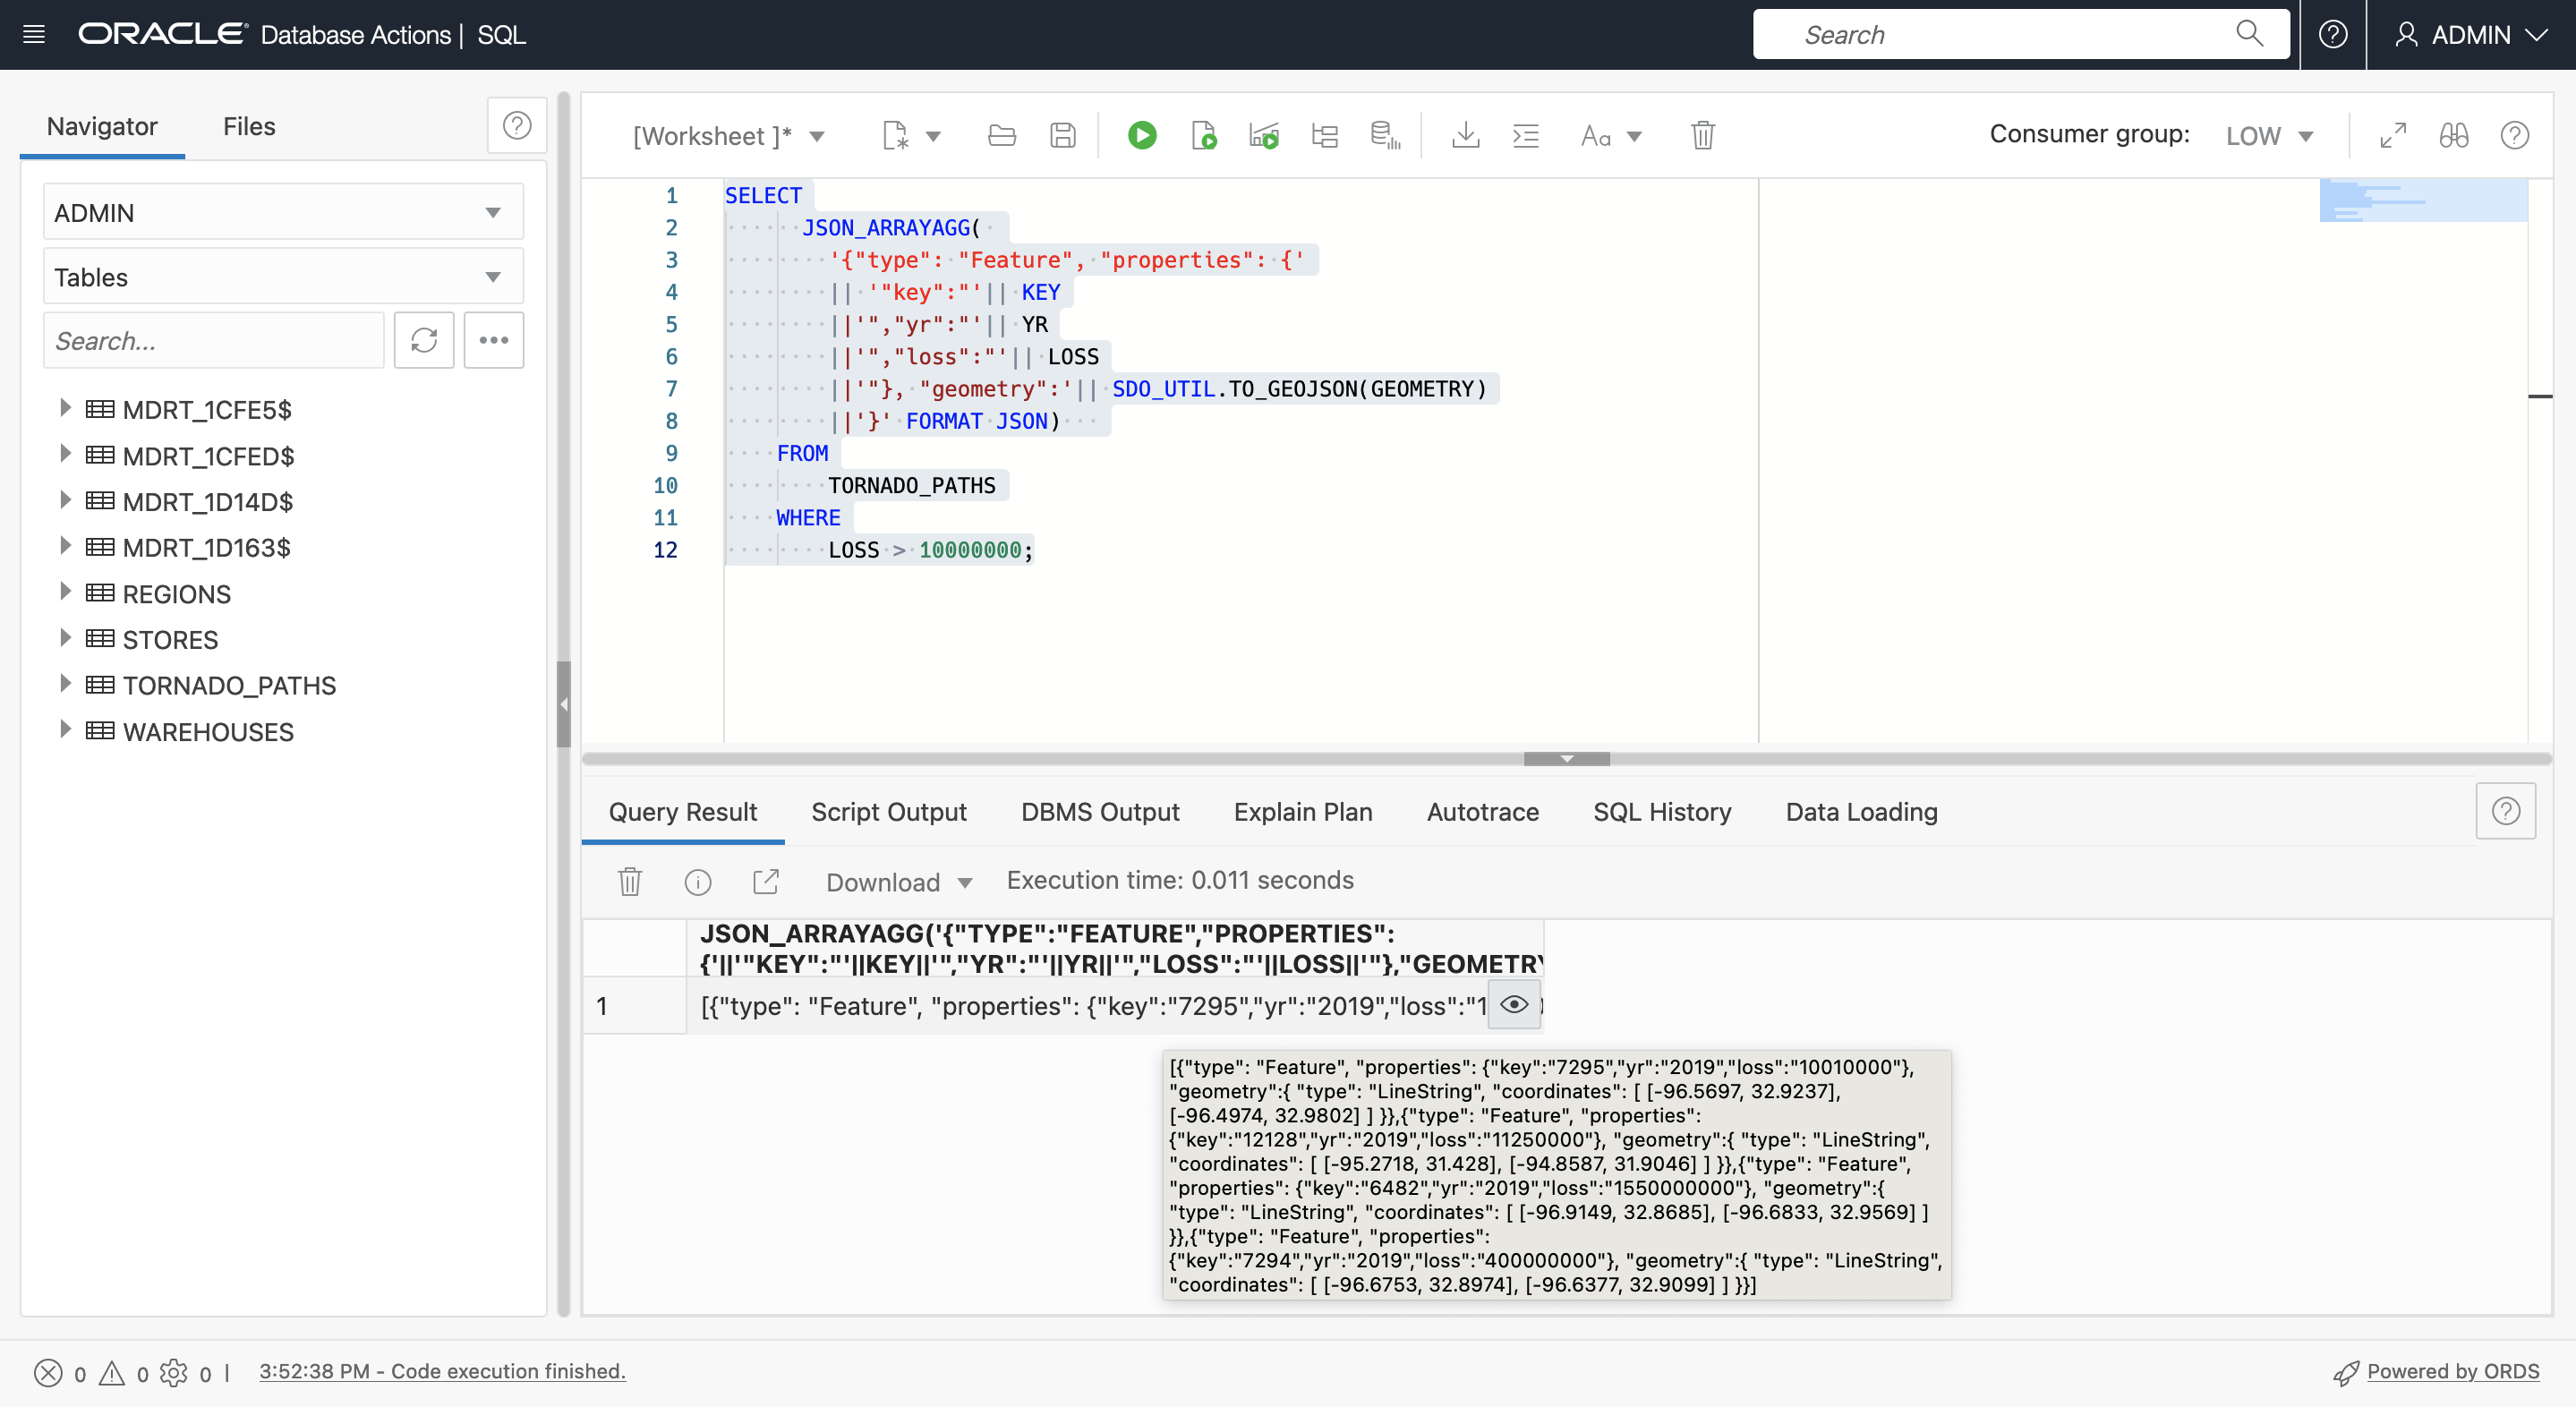 ORACLE Database Actions | SQL
Search
ADMIN
Navigator
Files
ADMIN
Tables
Search...
MDRT_1CFE5$
MDRT_1CFED$
MDRT_1D14D$
MDRT_1D163$
REGIONS
STORES
TORNADO_PATHS
WAREHOUSES
[Worksheet ]*
Aa
Consumer group: LOW
1 SELECT
2 JSON_ARRAYAGG(
3 '{"type": "Feature", "properties": {'
4 || '"key":"'|| KEY
5 ||'","yr":"'|| YR
6 ||'","loss":"'|| LOSS
7 ||'"}, "geometry":'|| SDO_UTIL.TO_GEOJSON(GEOMETRY)
8 ||'}' FORMAT JSON)
9 FROM
10 TORNADO_PATHS
11 WHERE
12 LOSS > 10000000;
Query Result
Script Output
DBMS Output
Explain Plan
Autotrace
SQL History
Data Loading
Download
Execution time: 0.011 seconds
JSON_ARRAYAGG('{"TYPE":"FEATURE","PROPERTIES":
{'||'"KEY":"'||KEY||'","YR":"'||YR||'","LOSS":"'||LOSS||'"},"GEOMETRY
1 [{"type": "Feature", "properties": {"key":"7295","yr":"2019","loss":"1
[{"type": "Feature", "properties": {"key":"7295","yr":"2019","loss":"10010000"},
"geometry":{ "type": "LineString", "coordinates": [ [-96.5697, 32.9237],
[-96.4974, 32.9802] ] }},{"type": "Feature", "properties":
{"key":"12128","yr":"2019","loss":"11250000"}, "geometry":{ "type": "LineString",
"coordinates": [ [-95.2718, 31.428], [-94.8587, 31.9046] ] }},{"type": "Feature",
"properties": {"key":"6482","yr":"2019","loss":"1550000000"}, "geometry":{
"type": "LineString", "coordinates": [ [-96.9149, 32.8685], [-96.6833, 32.9569] ]
}},{"type": "Feature", "properties":
{"key":"7294","yr":"2019","loss":"400000000"}, "geometry":{ "type": "LineString",
"coordinates": [ [-96.6753, 32.8974], [-96.6377, 32.9099] ] }}]
0 0 0 | 3:52:38 PM - Code execution finished.
Powered by ORDS